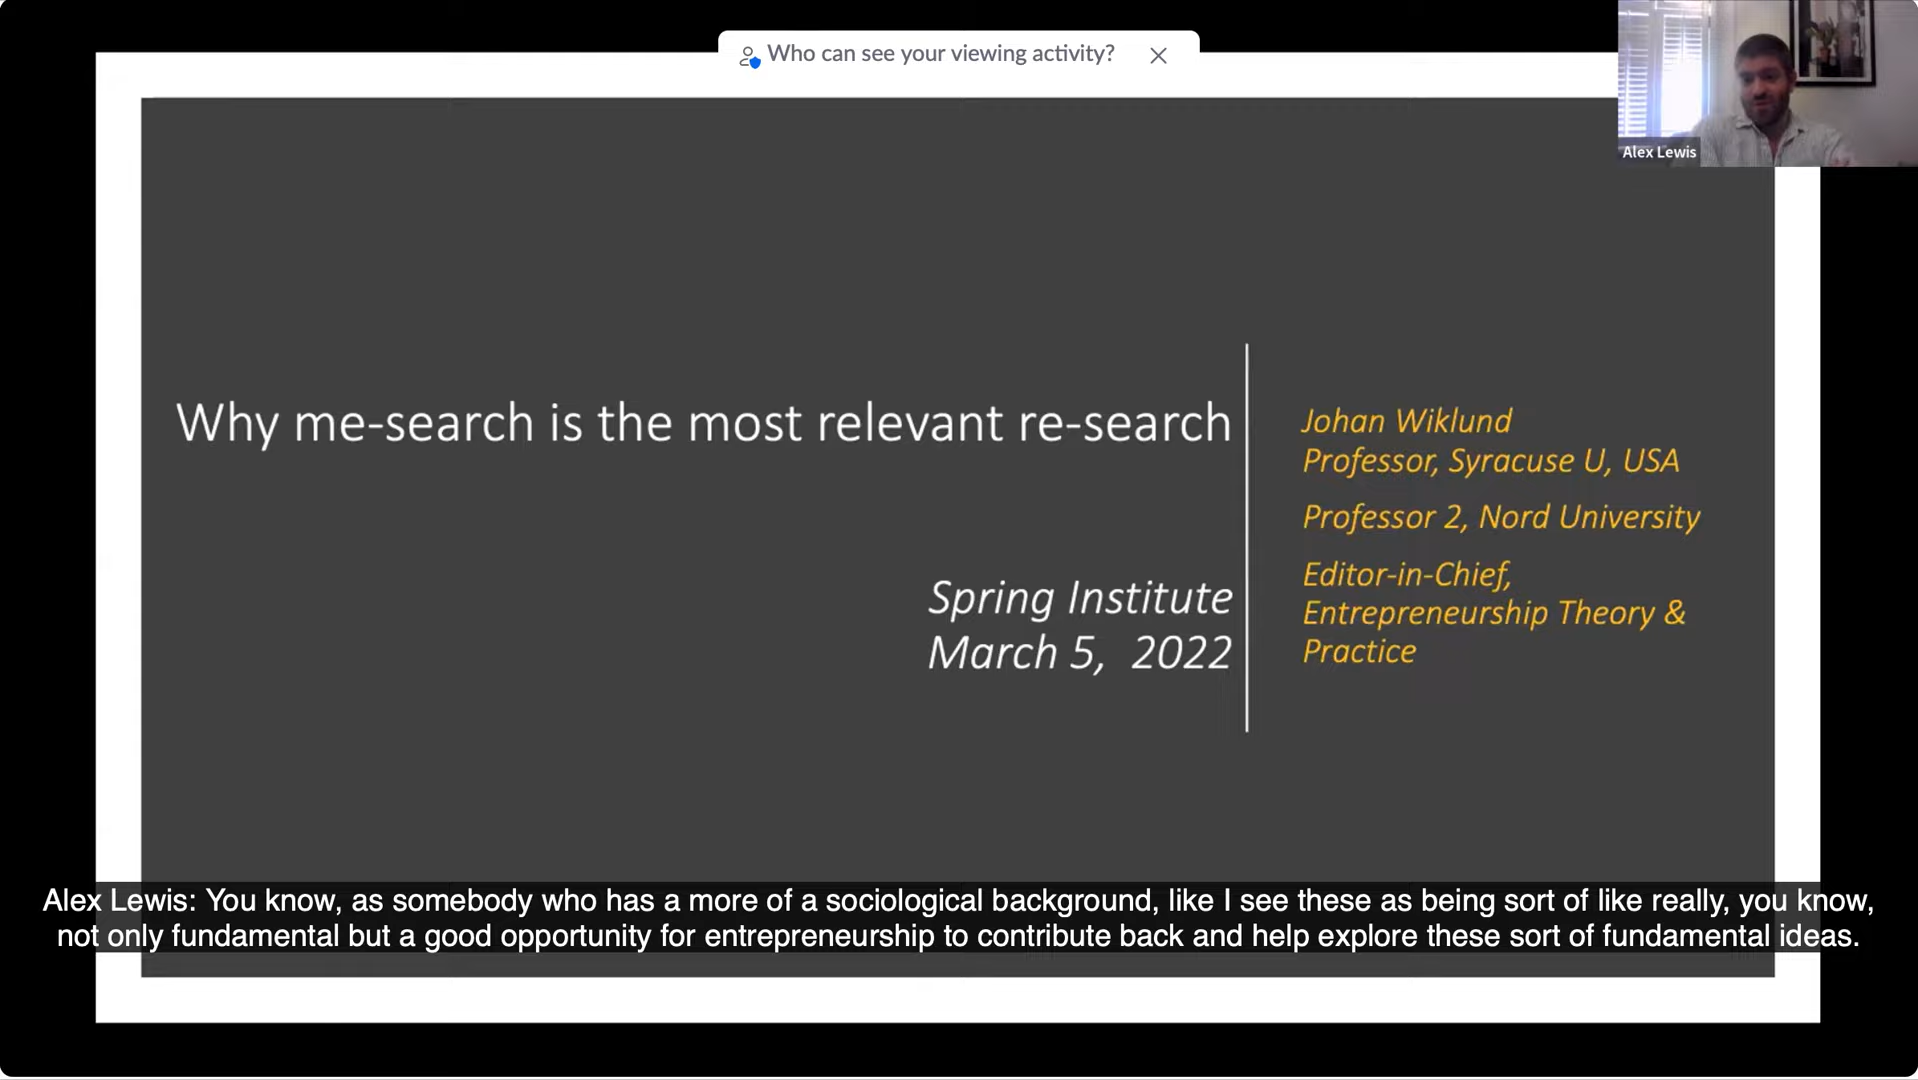 Who can see your viewing activity?
Alex Lewis
Why me-search is the most relevant re-search
Spring Institute
March 5, 2022
Johan Wiklund
Professor, Syracuse U, USA
Professor 2, Nord University
Editor-in-Chief,
Entrepreneurship Theory &
Practice
Alex Lewis: You know, as somebody who has a more of a sociological background, like I see these as being sort of like really, you know,
not only fundamental but a good opportunity for entrepreneurship to contribute back and help explore these sort of fundamental ideas.